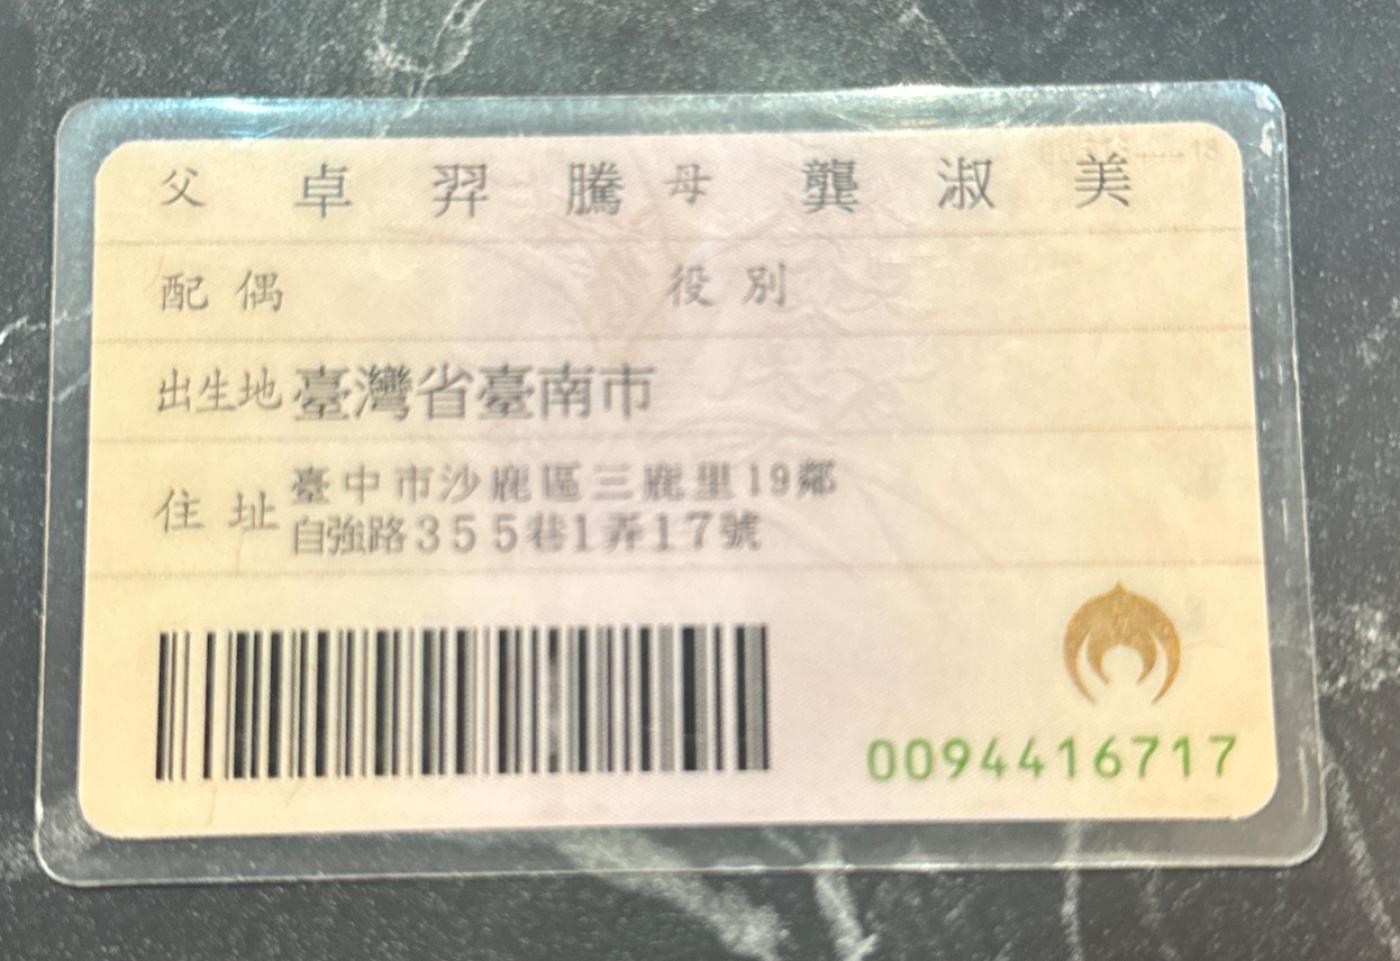 父 卓羿騰 母 龔淑美
配偶 役別
出生地 臺灣省臺南市
住址 臺中市沙鹿區三鹿里19鄰
自強路355巷1弄17號
0094416717